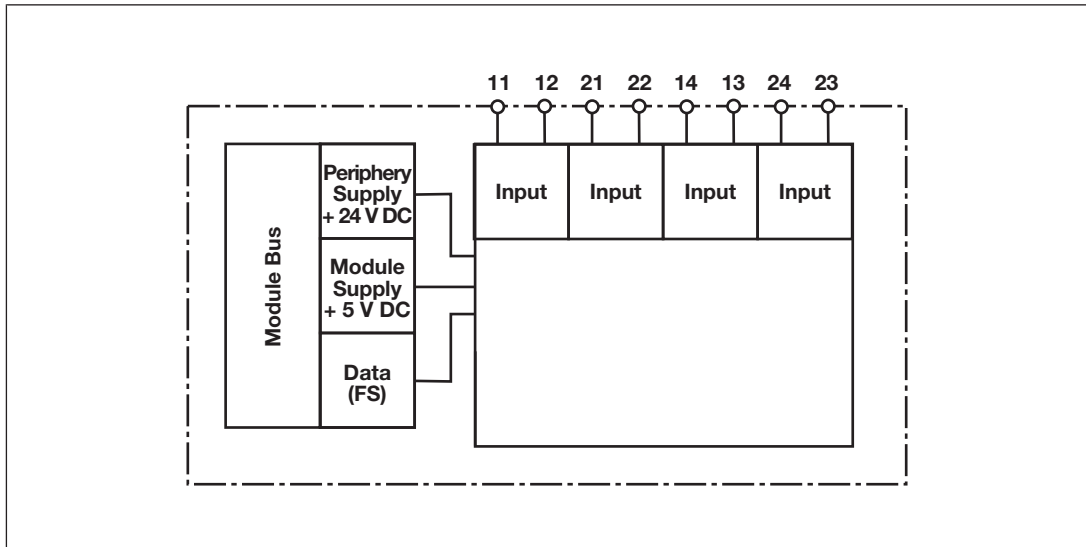 11 12 21 22 14 13 24 23
Periphery
Supply
+ 24 V DC
Input Input Input Input
Module Bus
Module
Supply
+ 5 V DC
Data
(FS)